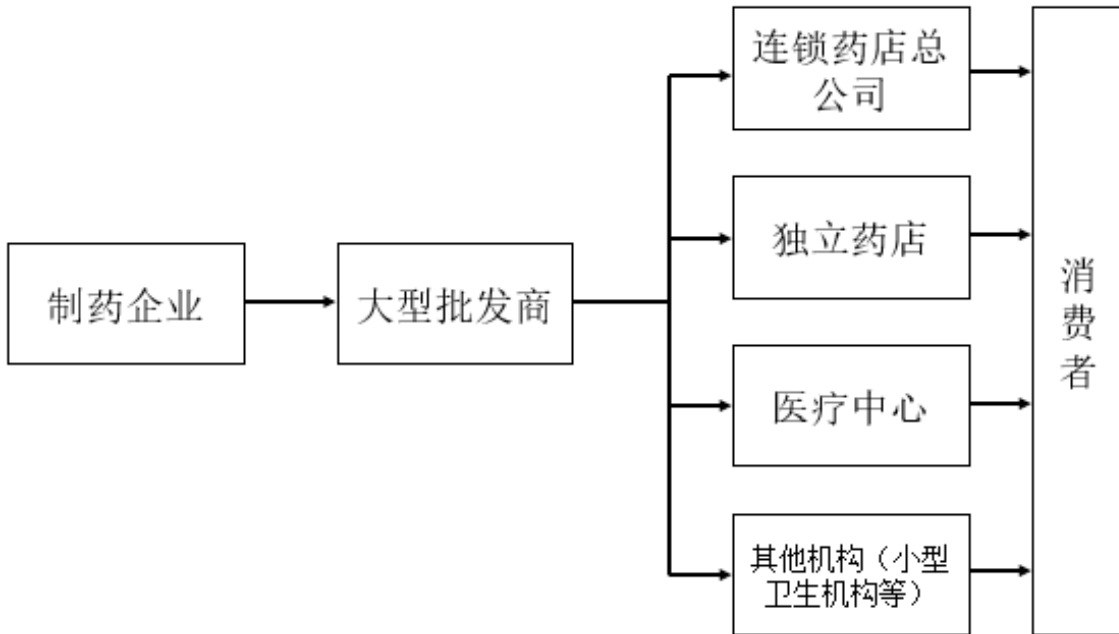 制药企业
大型批发商
连锁药店总
公司
独立药店
医疗中心
其他机构（小型
卫生机构等）
消费者